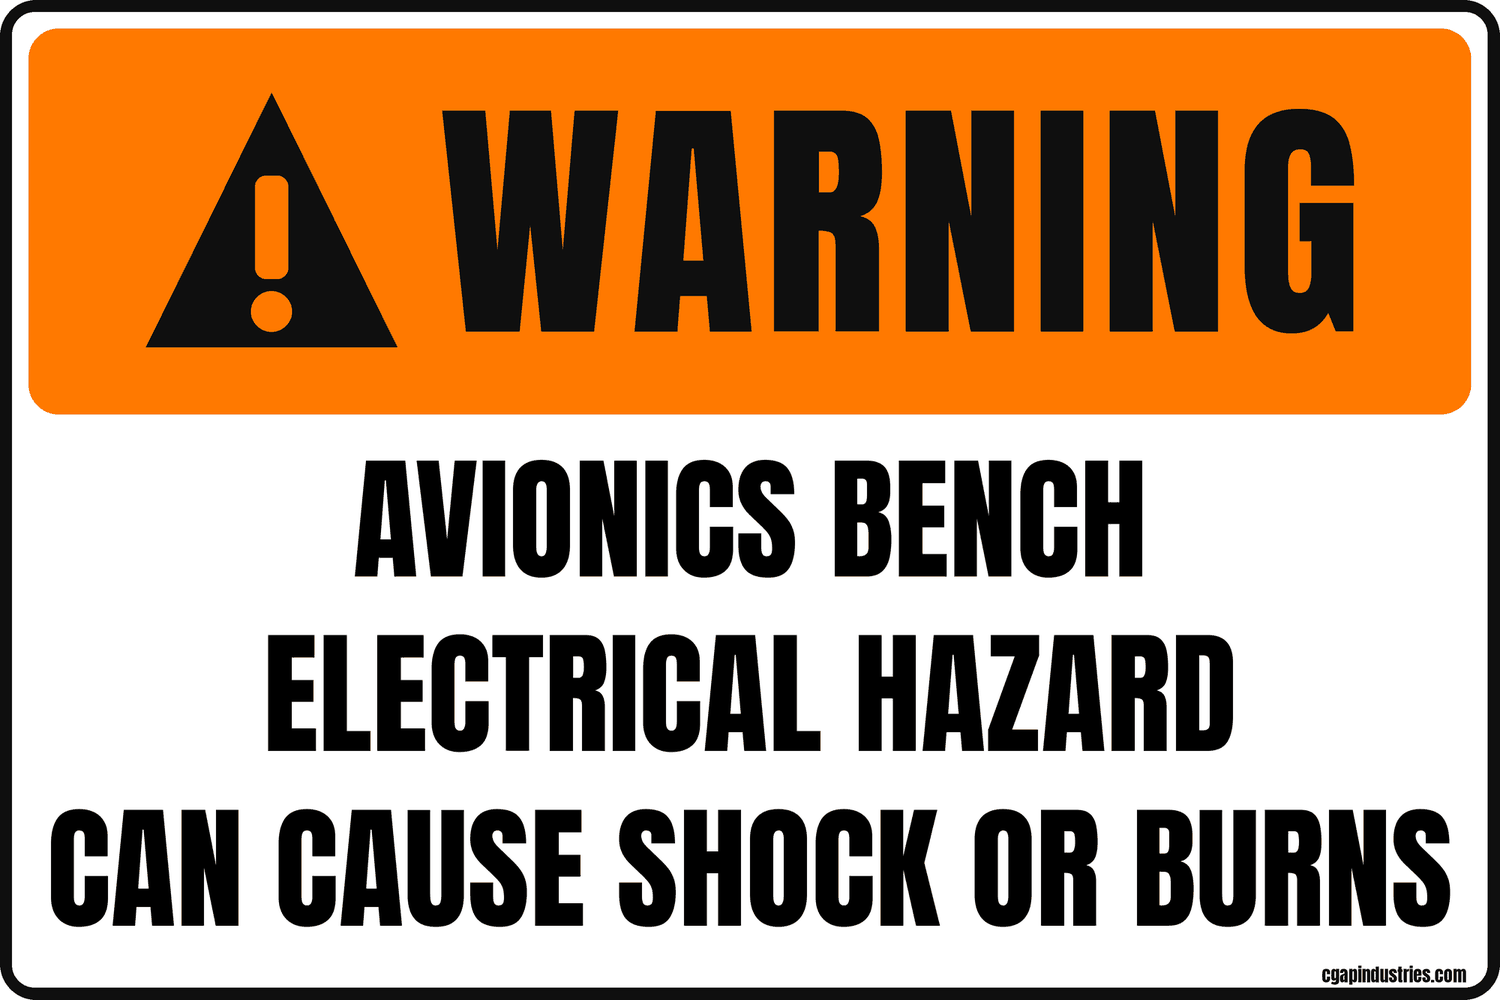 WARNING
AVIONICS BENCH
ELECTRICAL HAZARD
CAN CAUSE SHOCK OR BURNS
cgapindustries.com